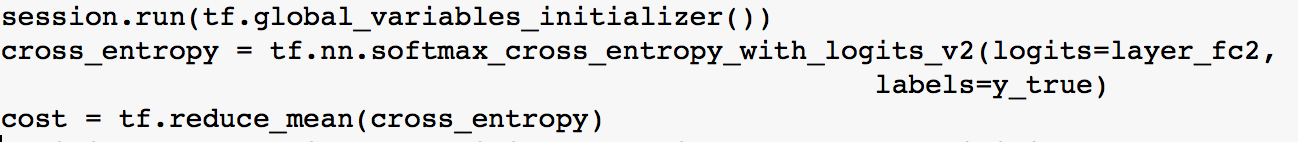 session.run(tf.global_variables_initializer())
cross_entropy = tf.nn.softmax_cross_entropy_with_logits_v2(logits=layer_fc2,
labels=y_true)
cost = tf.reduce_mean(cross_entropy)